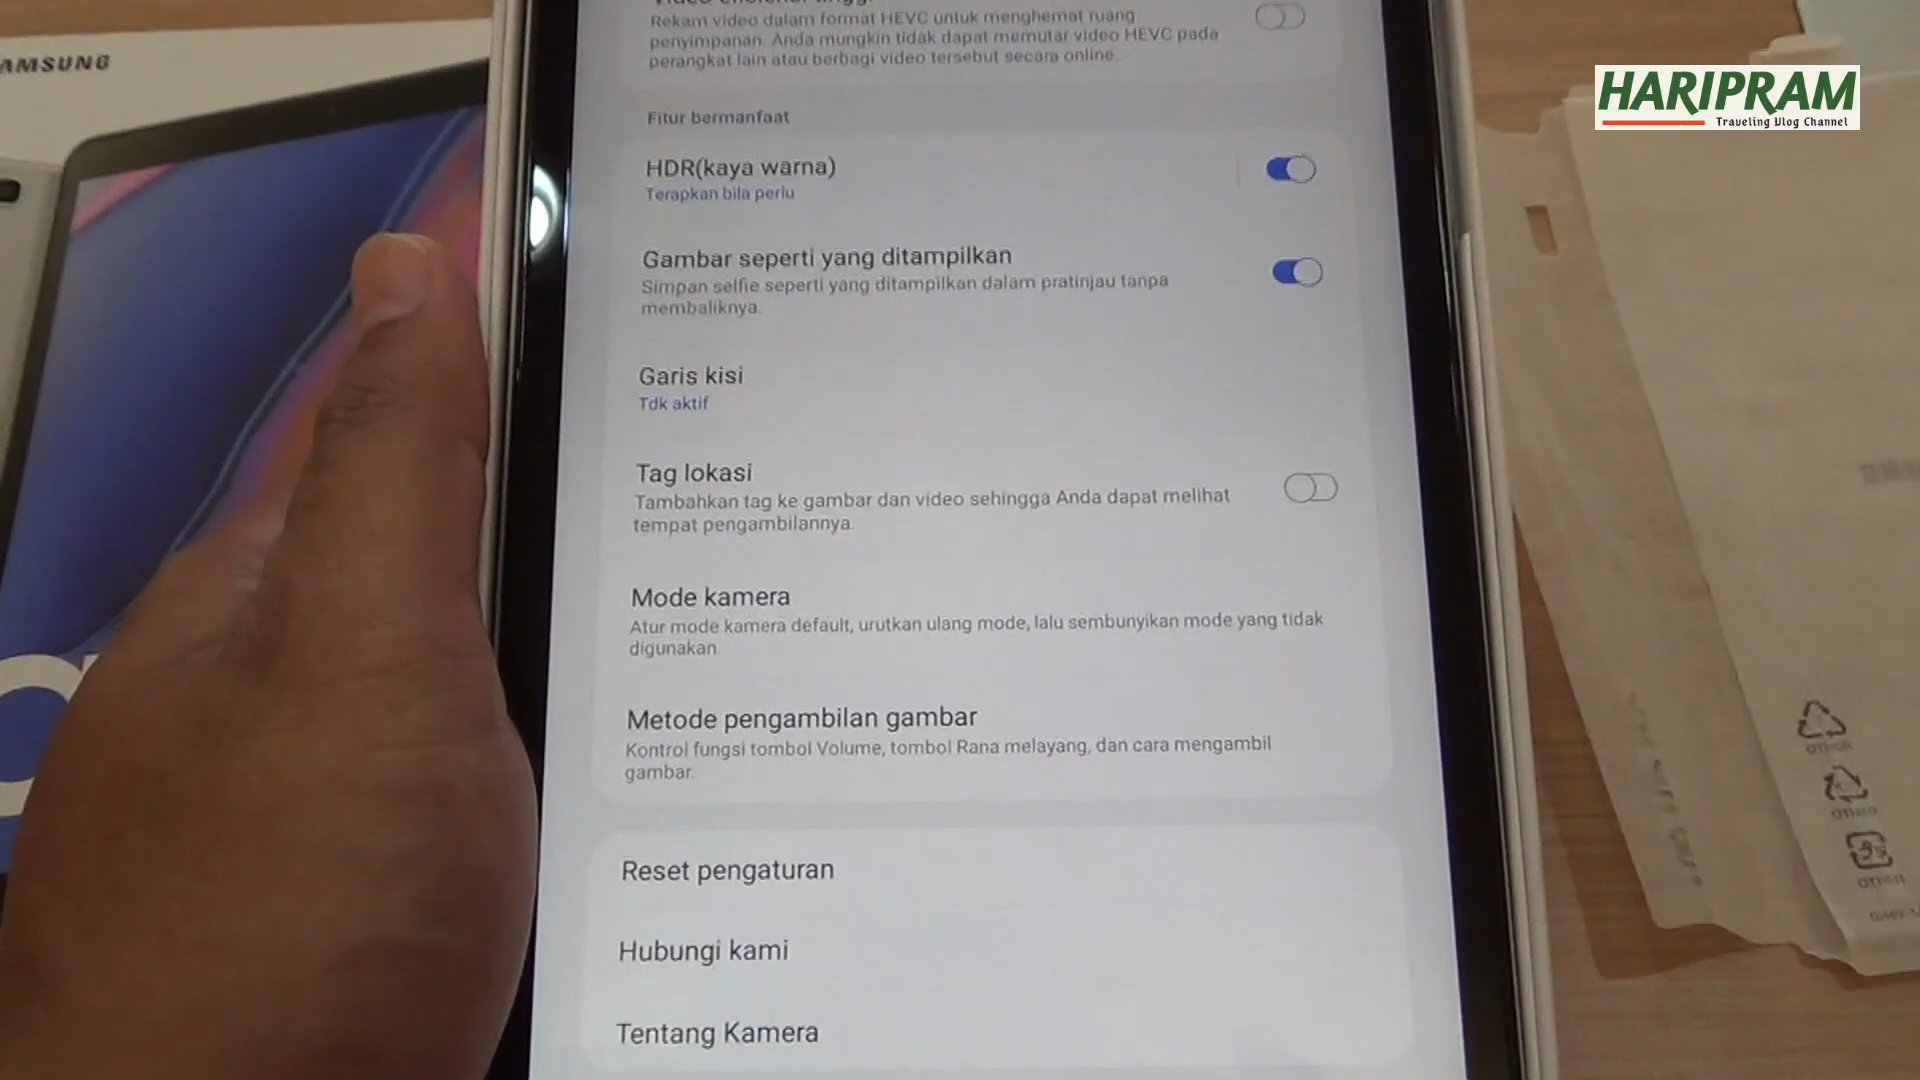 SAMSUNG
HARIPRAM
Traveling Vlog Channel
Rekam video dalam format HEVC untuk menghemat ruang
penyimpanan. Anda mungkin tidak dapat memutar video HEVC pada
perangkat lain atau berbagi video tersebut secara online.
Fitur bermanfaat
HDR(kaya warna)
Terapkan bila perlu
Gambar seperti yang ditampilkan
Simpan selfie seperti yang ditampilkan dalam pratinjau tanpa
membaliknya.
Garis kisi
Tdk aktif
Tag lokasi
Tambahkan tag ke gambar dan video sehingga Anda dapat melihat
tempat pengambilannya.
Mode kamera
Atur mode kamera default, urutkan ulang mode, lalu sembunyikan mode yang tidak
digunakan.
Metode pengambilan gambar
Kontrol fungsi tombol Volume, tombol Rana melayang, dan cara mengambil
gambar.
Reset pengaturan
Hubungi kami
Tentang Kamera
OTHER
OTHER
OTHER